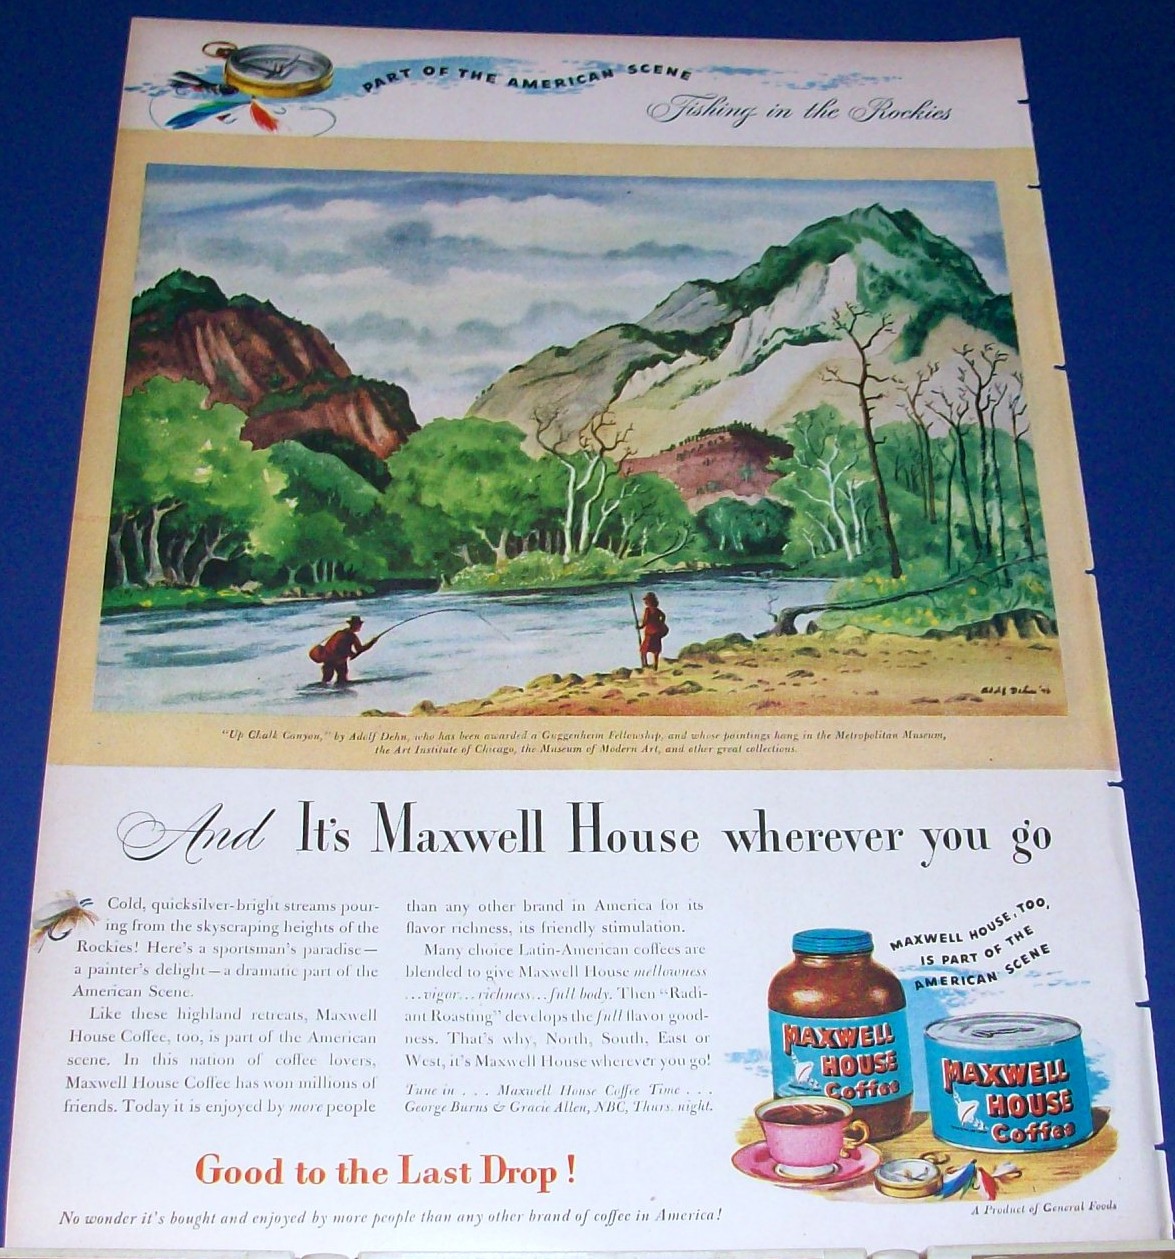 PART OF THE AMERICAN SCENE
Fishing in the Rockies
Adolf Dehn '46
"Up Chalk Canyon," by Adolf Dehn, who has been awarded a Guggenheim Fellowship, and whose paintings hang in the Metropolitan Museum,
the Art Institute of Chicago, the Museum of Modern Art, and other great collections.
And It's Maxwell House wherever you go
Cold, quicksilver-bright streams pour-
ing from the skyscraping heights of the
Rockies! Here's a sportsman's paradise—
a painter's delight—a dramatic part of the
American Scene.
Like these highland retreats, Maxwell
House Coffee, too, is part of the American
scene. In this nation of coffee lovers,
Maxwell House Coffee has won millions of
friends. Today it is enjoyed by more people
than any other brand in America for its
flavor richness, its friendly stimulation.
Many choice Latin-American coffees are
blended to give Maxwell House mellowness
...vigor...richness...full body. Then "Radi-
ant Roasting" develops the full flavor good-
ness. That's why, North, South, East or
West, it's Maxwell House wherever you go!
Tune in . . . Maxwell House Coffee Time . . .
George Burns & Gracie Allen, NBC, Thurs. night.
MAXWELL HOUSE, TOO,
IS PART OF THE
AMERICAN SCENE
MAXWELL
HOUSE
Coffee
MAXWELL
HOUSE
Coffee
Good to the Last Drop!
No wonder it's bought and enjoyed by more people than any other brand of coffee in America!
A Product of General Foods